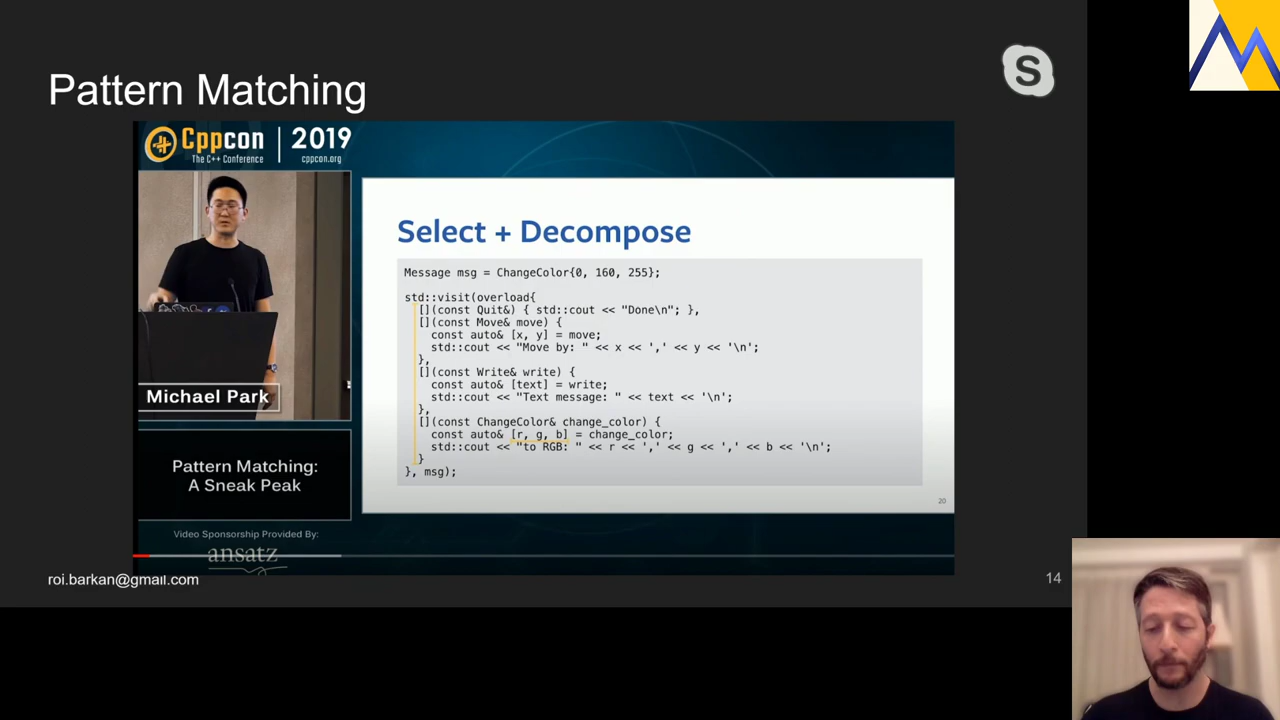 Pattern Matching
S
Cppcon | 2019
The C++ Conference cppcon.org
Michael Park
Pattern Matching:
A Sneak Peak
Video Sponsorship Provided By:
ansatz
Select + Decompose
Message msg = ChangeColor{0, 160, 255};
std::visit(overload{
[](const Quit&) { std::cout << "Done\n"; },
[](const Move& move) {
const auto& [x, y] = move;
std::cout << "Move by: " << x << ',' << y << '\n';
},
[](const Write& write) {
const auto& [text] = write;
std::cout << "Text message: " << text << '\n';
},
[](const ChangeColor& change_color) {
const auto& [r, g, b] = change_color;
std::cout << "to RGB: " << r << ',' << g << ',' << b << '\n';
}
}, msg);
20
roi.barkan@gmail.com
14